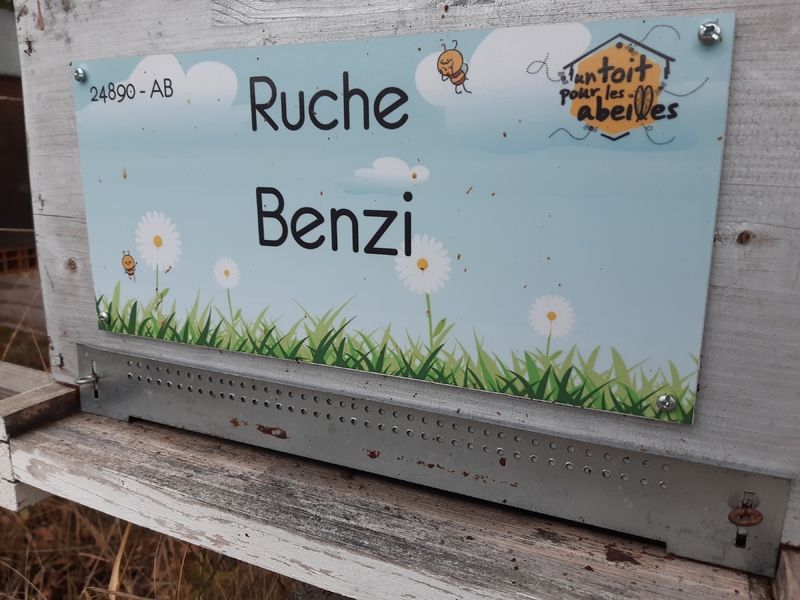 24890 - AB
Ruche
Benzi
un toit
pour les
abeilles